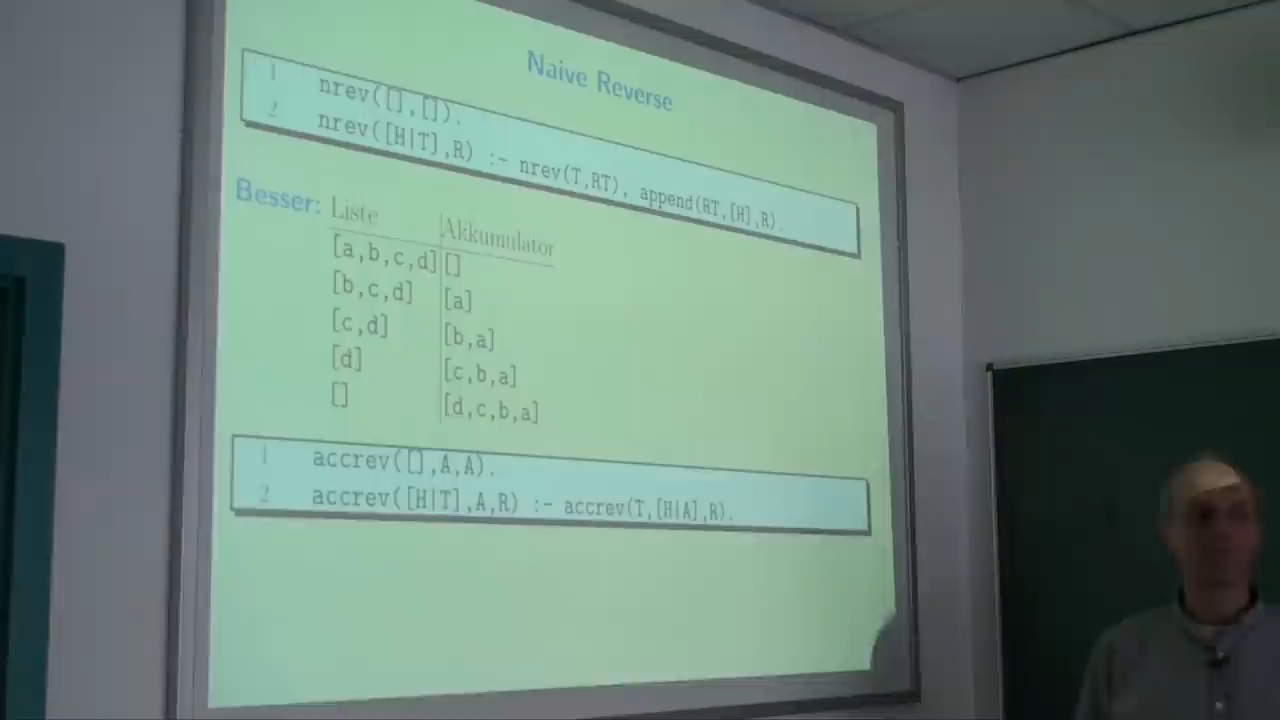 Naive Reverse
1 nrev([],[]).
2 nrev([H|T],R) :- nrev(T,RT), append(RT,[H],R).
Besser: Liste Akkumulator
[a,b,c,d] []
[b,c,d] [a]
[c,d] [b,a]
[d] [c,b,a]
[] [d,c,b,a]
1 accrev([],A,A).
2 accrev([H|T],A,R) :- accrev(T,[H|A],R).